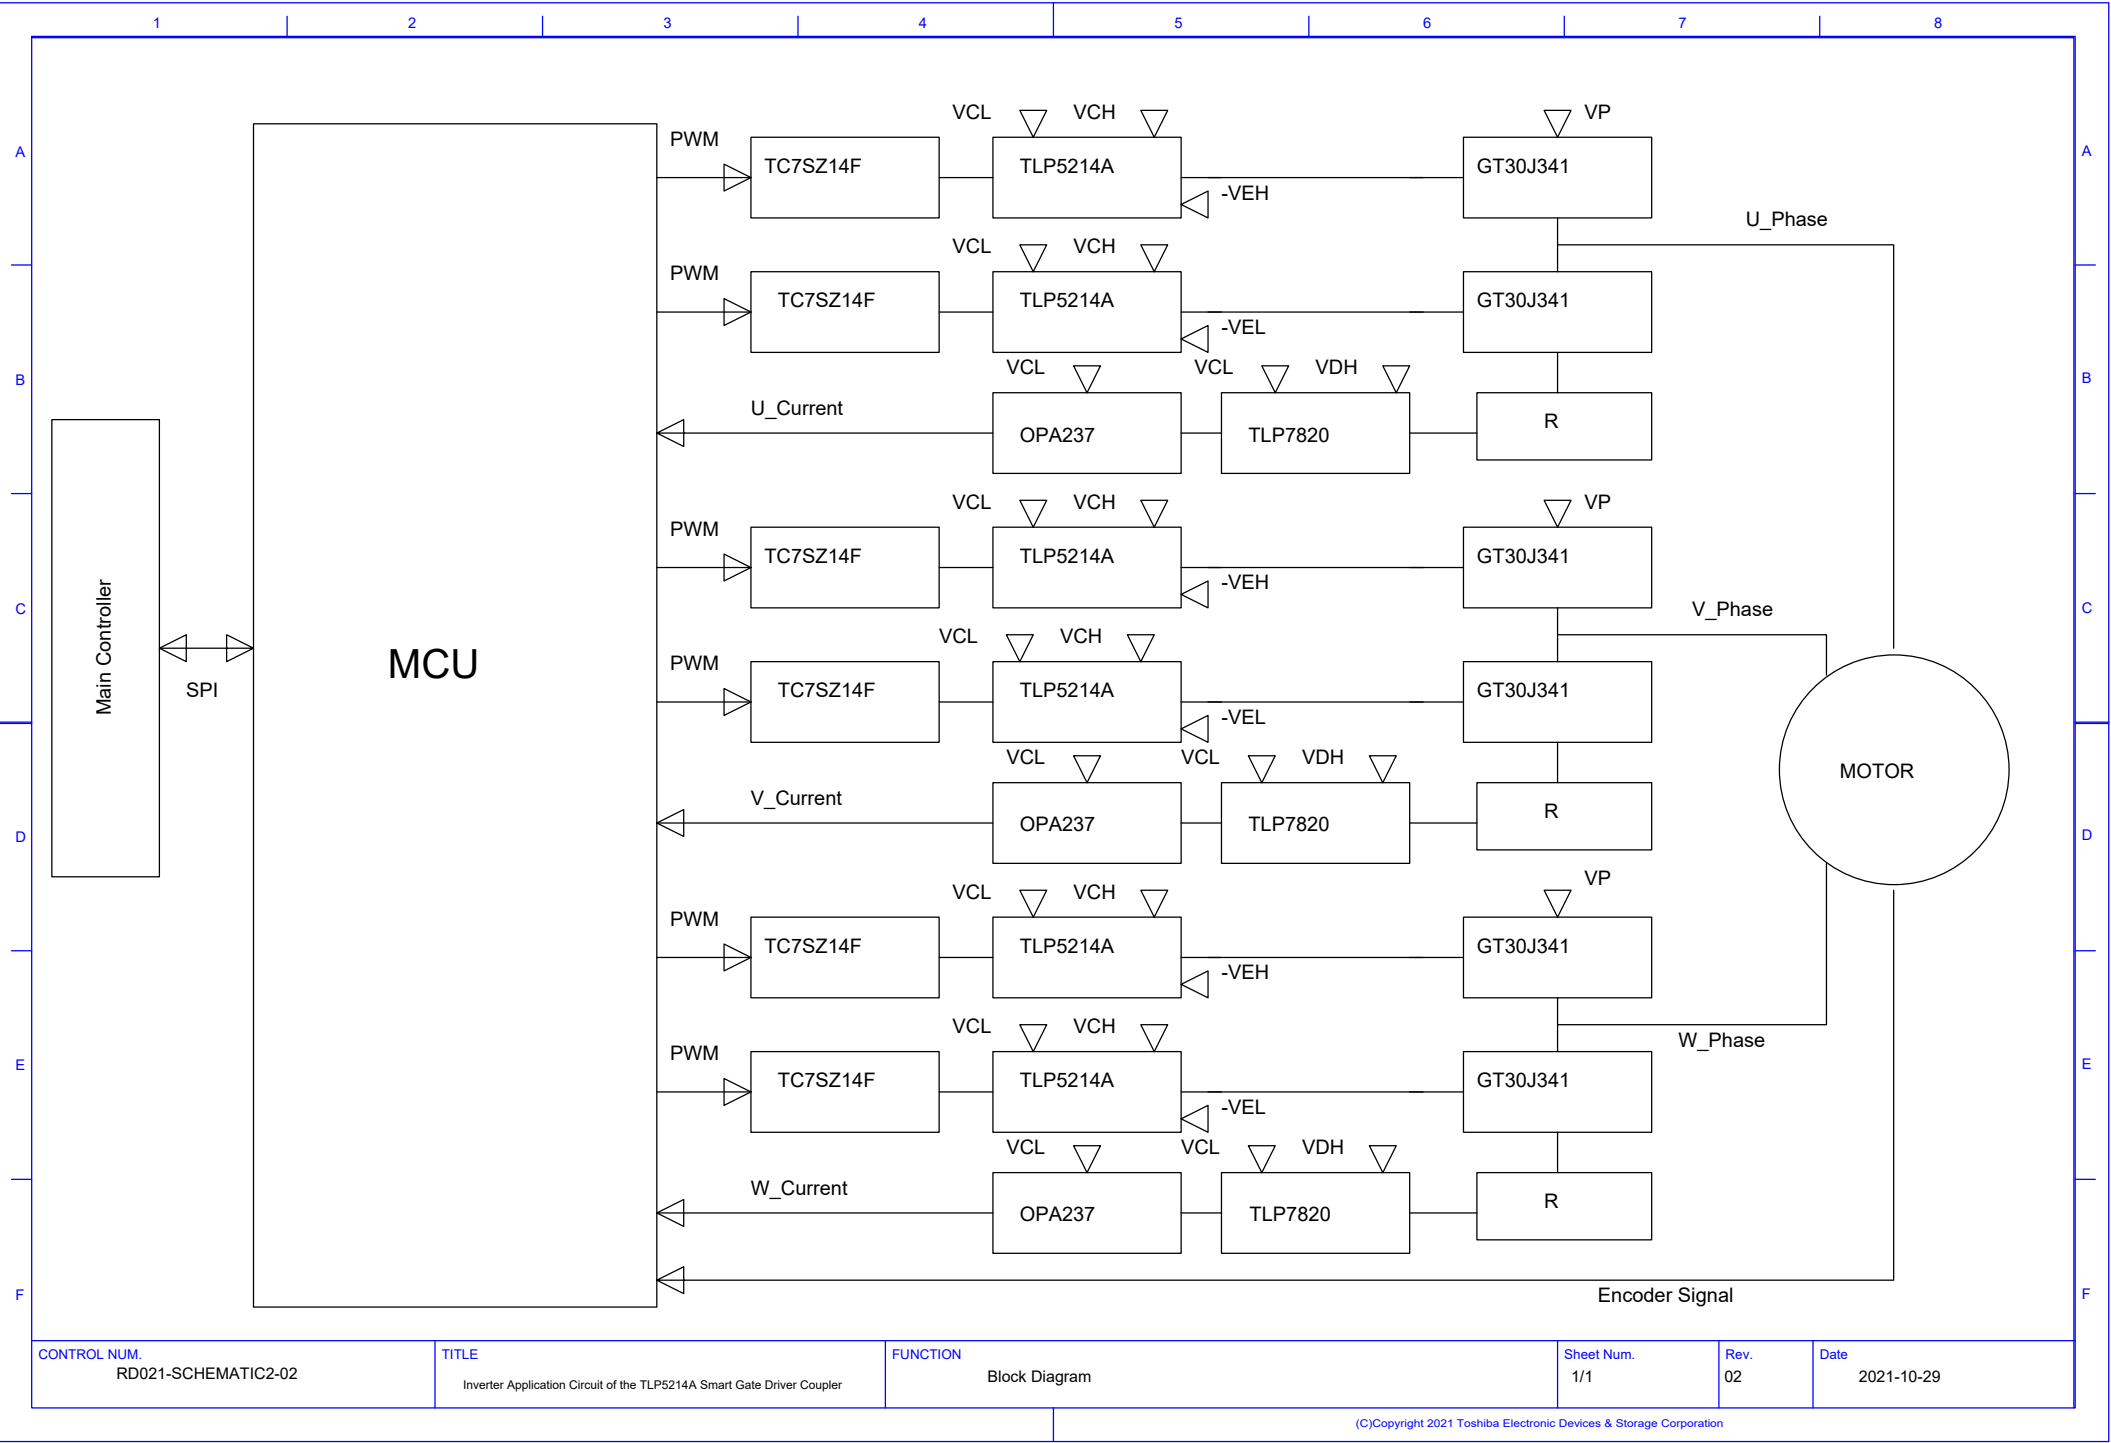 1 2 3 4 5 6 7 8
VCL VCH VP
PWM
A TC7SZ14F TLP5214A GT30J341 A
-VEH
U_Phase
VCL VCH
PWM
TC7SZ14F TLP5214A GT30J341
-VEL
VCL VCL VDH
B B
U_Current R
OPA237 TLP7820
VCL VCH VP
PWM
TC7SZ14F TLP5214A GT30J341
-VEH
C V_Phase C
VCL VCH
Main Controller
MCU
PWM
SPI TC7SZ14F TLP5214A GT30J341
-VEL
VCL VCL VDH
MOTOR
V_Current R
D OPA237 TLP7820 D
VCL VCH VP
PWM
TC7SZ14F TLP5214A GT30J341
-VEH
VCL VCH
W_Phase
PWM
E E
TC7SZ14F TLP5214A GT30J341
-VEL
VCL VCL VDH
W_Current R
OPA237 TLP7820
F Encoder Signal F
CONTROL NUM. TITLE FUNCTION Sheet Num. Rev. Date
RD021-SCHEMATIC2-02 Inverter Application Circuit of the TLP5214A Smart Gate Driver Coupler Block Diagram 1/1 02 2021-10-29
(C)Copyright 2021 Toshiba Electronic Devices & Storage Corporation